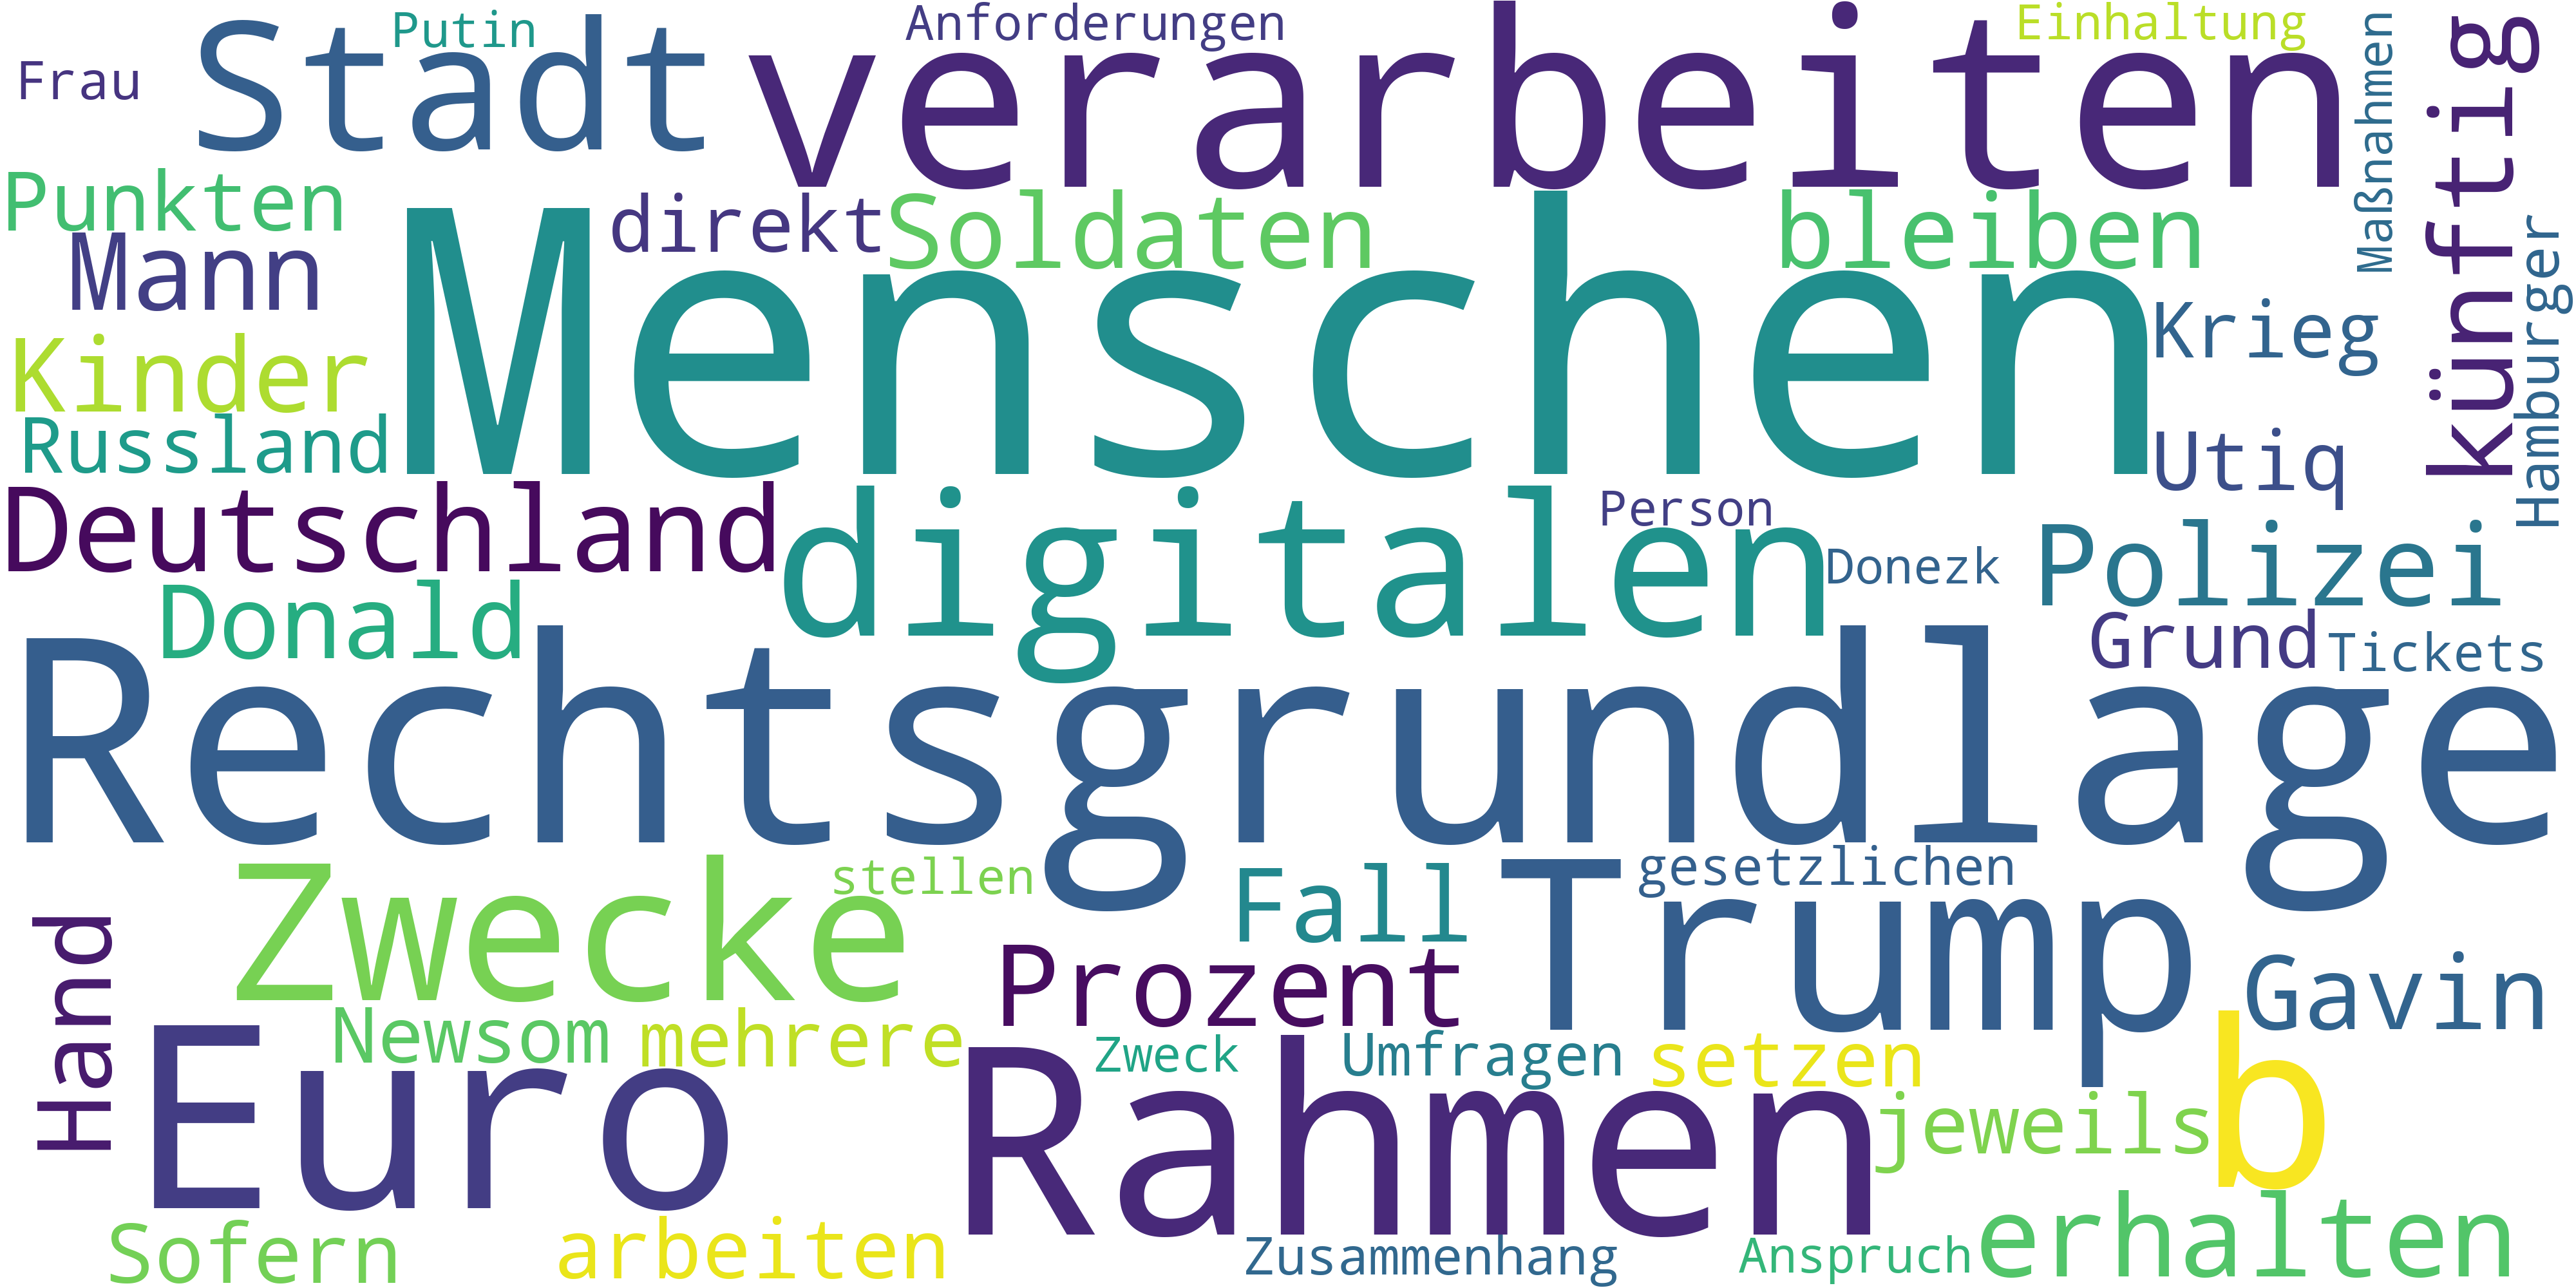 Putin
Anforderungen
Einhaltung
Frau
Stadt
verarbeiten
Maßnahmen
künftig
Punkten
direkt
Soldaten
bleiben
Mann
Menschen
Krieg
Hamburger
Kinder
Russland
Utiq
Deutschland
digitalen
Person
Donezk
Polizei
Donald
Grund
Tickets
Rechtsgrundlage
Zwecke
stellen
Fall
Trump
gesetzlichen
Hand
Prozent
Gavin
Newsom
mehrere
Zweck
Umfragen
setzen
b
Euro
Rahmen
jeweils
Sofern
arbeiten
Zusammenhang
Anspruch
erhalten